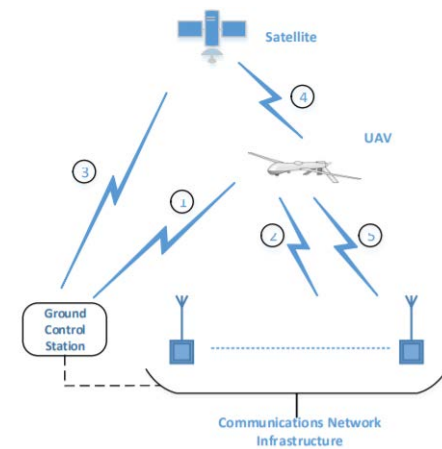 Satellite
4
UAV
3
1
2
5
Ground
Control
Station
Communications Network
Infrastructure